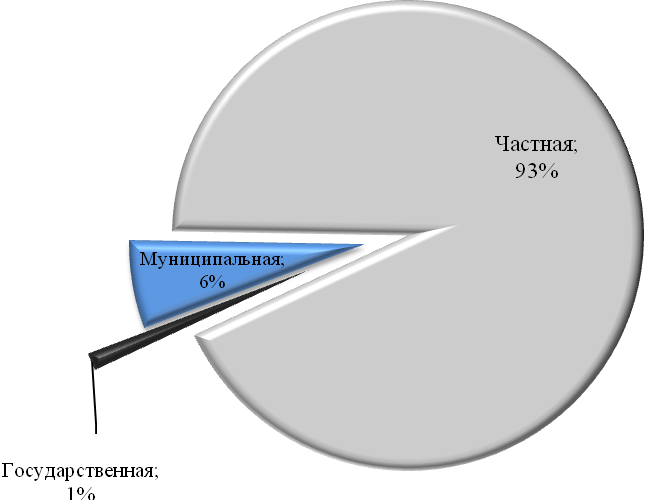 Частная;
93%
Муниципальная;
6%
Государственная;
1%